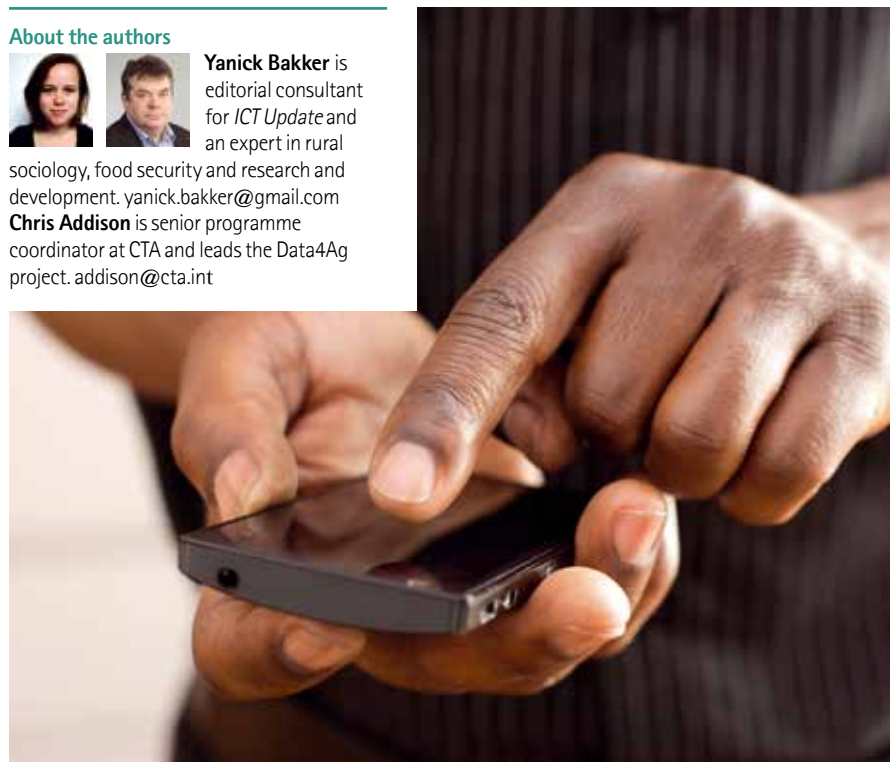 About the authors
Yanick Bakker is
editorial consultant
for ICT Update and
an expert in rural
sociology, food security and research and
development. yanick.bakker@gmail.com
Chris Addison is senior programme
coordinator at CTA and leads the Data4Ag
project. addison@cta.int